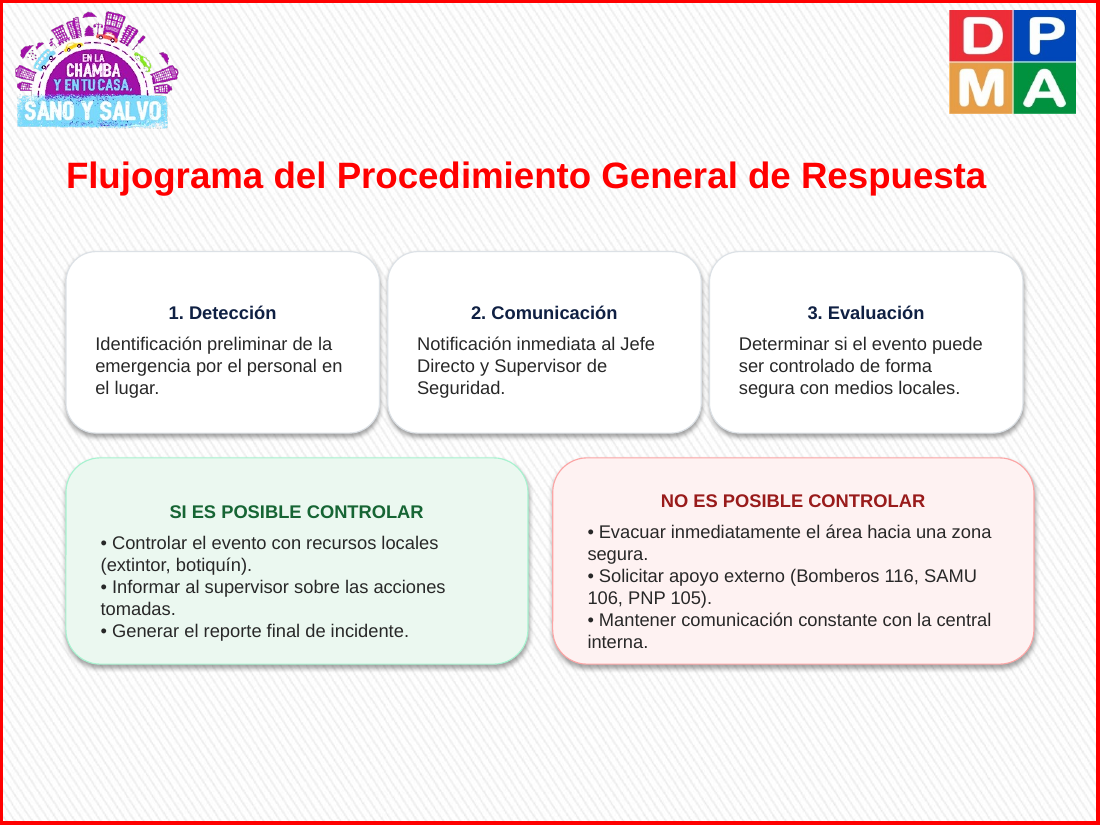 EN LA
CHAMBA
Y EN TU CASA,
SANO Y SALVO
D P
M A
Flujograma del Procedimiento General de Respuesta
1. Detección
Identificación preliminar de la
emergencia por el personal en
el lugar.
2. Comunicación
Notificación inmediata al Jefe
Directo y Supervisor de
Seguridad.
3. Evaluación
Determinar si el evento puede
ser controlado de forma
segura con medios locales.
SI ES POSIBLE CONTROLAR
• Controlar el evento con recursos locales
(extintor, botiquín).
• Informar al supervisor sobre las acciones
tomadas.
• Generar el reporte final de incidente.
NO ES POSIBLE CONTROLAR
• Evacuar inmediatamente el área hacia una zona
segura.
• Solicitar apoyo externo (Bomberos 116, SAMU
106, PNP 105).
• Mantener comunicación constante con la central
interna.